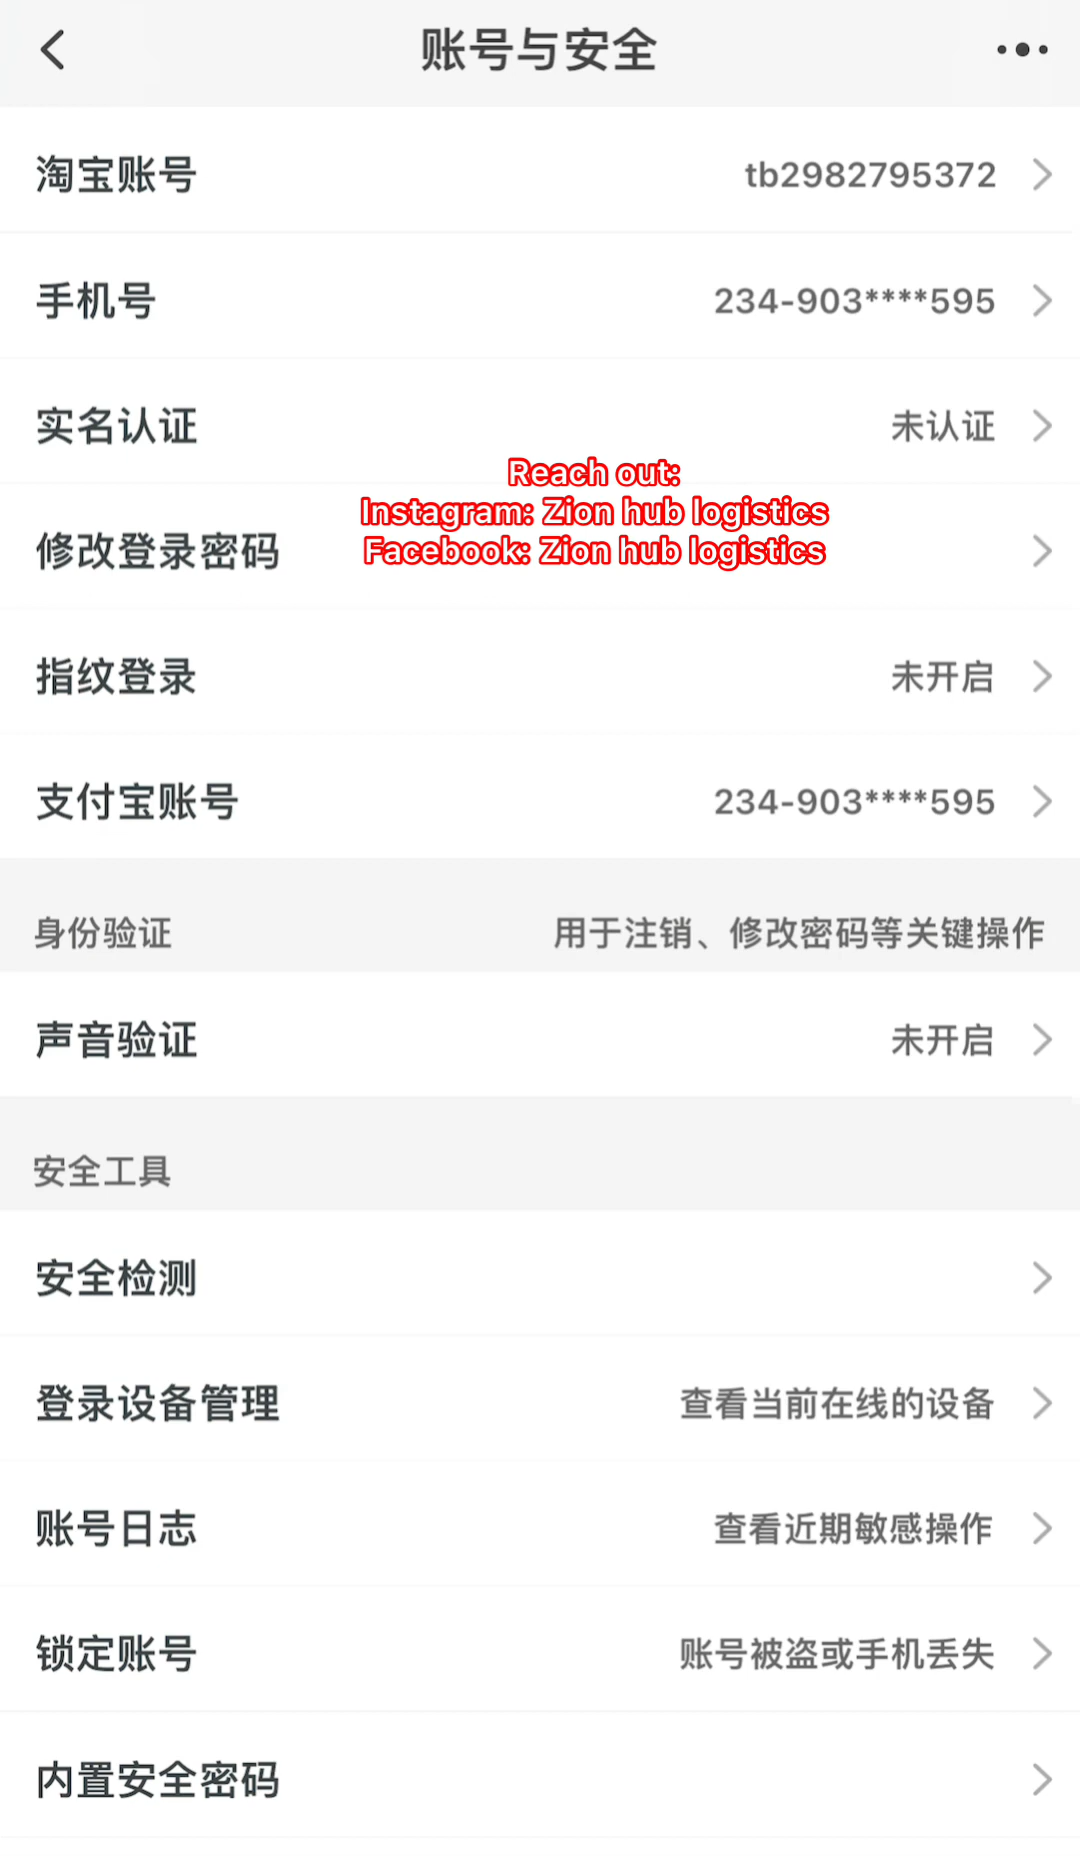 账号与安全
淘宝账号 tb2982795372
手机号 234-903****595
实名认证 未认证
Reach out:
Instagram: Zion hub logistics
Facebook: Zion hub logistics
修改登录密码
指纹登录 未开启
支付宝账号 234-903****595
身份验证 用于注销、修改密码等关键操作
声音验证 未开启
安全工具
安全检测
登录设备管理 查看当前在线的设备
账号日志 查看近期敏感操作
锁定账号 账号被盗或手机丢失
内置安全密码